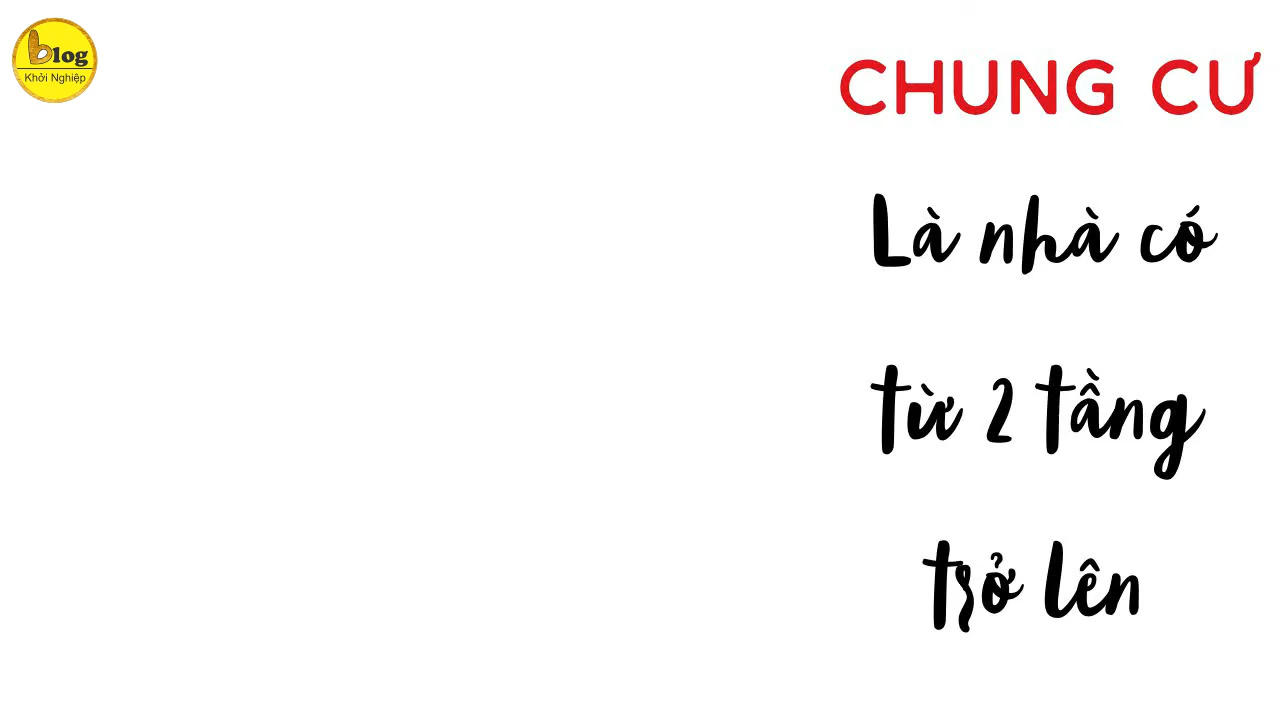 blog
Khởi Nghiệp
CHUNG CƯ
Là nhà có
từ 2 tầng
trở lên